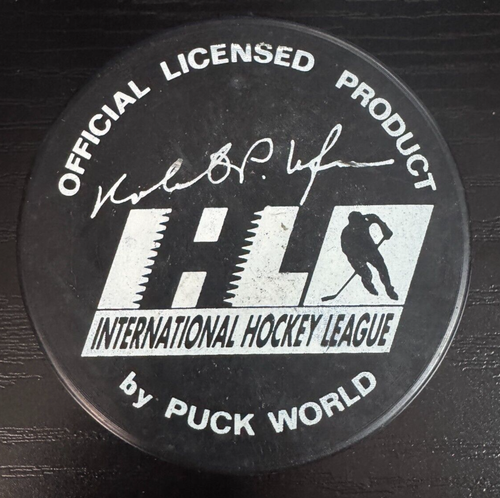 OFFICIAL LICENSED PRODUCT
IHL
INTERNATIONAL HOCKEY LEAGUE
by PUCK WORLD